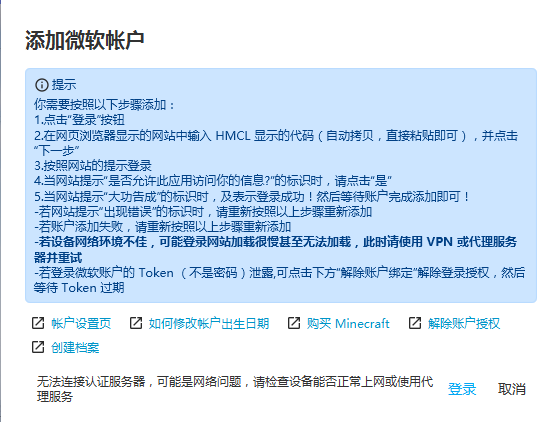 添加微软帐户
提示
你需要按照以下步骤添加：
1.点击“登录”按钮
2.在网页浏览器显示的网站中输入 HMCL 显示的代码（自动拷贝，直接粘贴即可），并点击
“下一步”
3.按照网站的提示登录
4.当网站提示“是否允许此应用访问你的信息?”的标识时，请点击“是”
5.当网站提示“大功告成”的标识时，及表示登录成功！然后等待账户完成添加即可！
-若网站提示“出现错误”的标识时，请重新按照以上步骤重新添加
-若账户添加失败，请重新按照以上步骤重新添加
-若设备网络环境不佳，可能登录网站加载很慢甚至无法加载，此时请使用 VPN 或代理服务
器并重试
-若登录微软账户的 Token （不是密码）泄露,可点击下方“解除账户绑定”解除登录授权，然后
等待 Token 过期
帐户设置页 如何修改帐户出生日期 购买 Minecraft 解除账户授权
创建档案
无法连接认证服务器，可能是网络问题，请检查设备能否正常上网或使用代
理服务
登录 取消